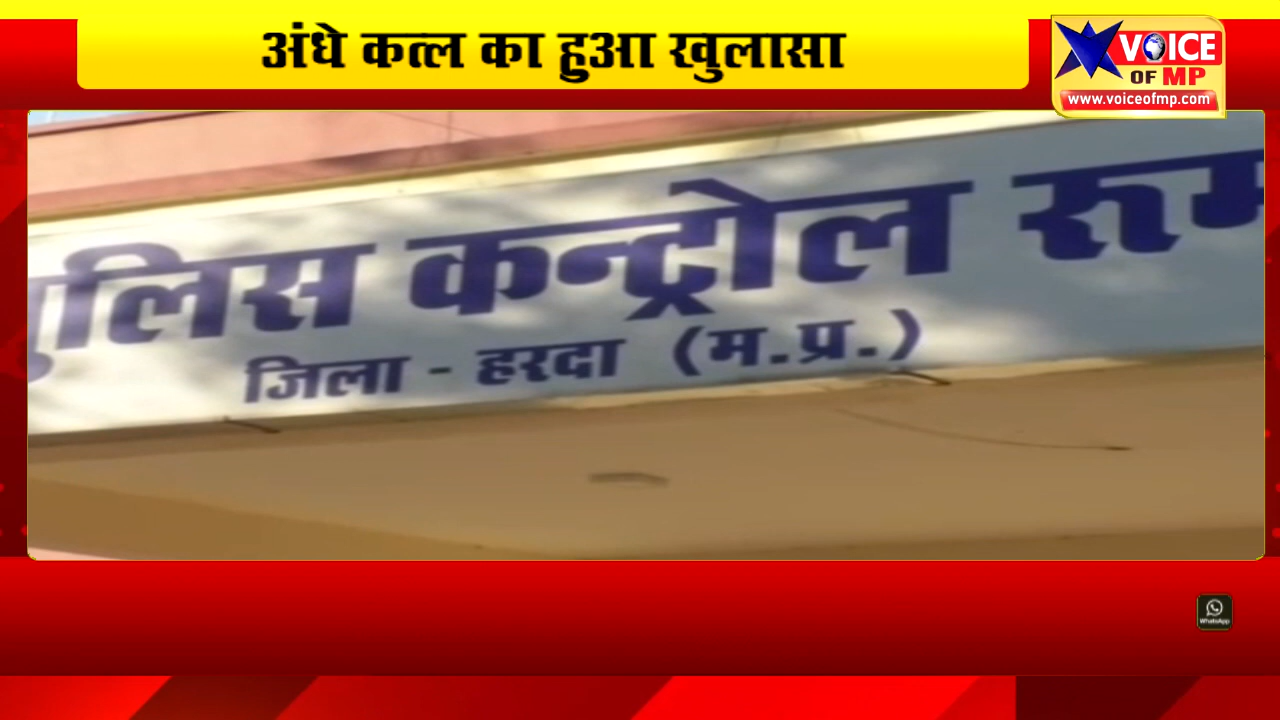 अंधे कत्ल का हुआ खुलासा
VOICE
OF MP
www.voiceofmp.com
पुलिस कन्ट्रोल रूम
जिला - हरदा (म.प्र.)
WhatsApp